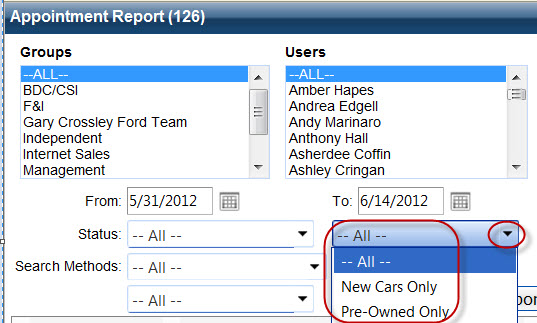 Appointment Report (126)
Groups
Users
--ALL--
BDC/CSI
F&I
Gary Crossley Ford Team
Independent
Internet Sales
Management
--ALL--
Amber Hapes
Andrea Edgell
Andy Marinaro
Anthony Hall
Asherdee Coffin
Ashley Cringan
From: 5/31/2012
To: 6/14/2012
Status: -- All --
-- All --
-- All --
New Cars Only
Pre-Owned Only
Search Methods: -- All --
-- All --